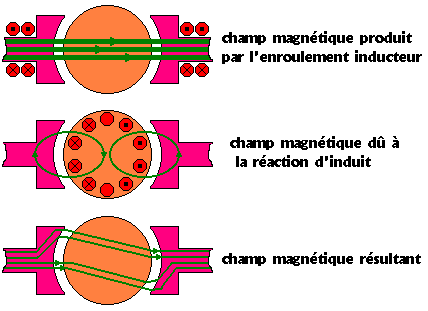 champ magnétique produit
par l'enroulement inducteur
champ magnétique dû à
la réaction d'induit
champ magnétique résultant